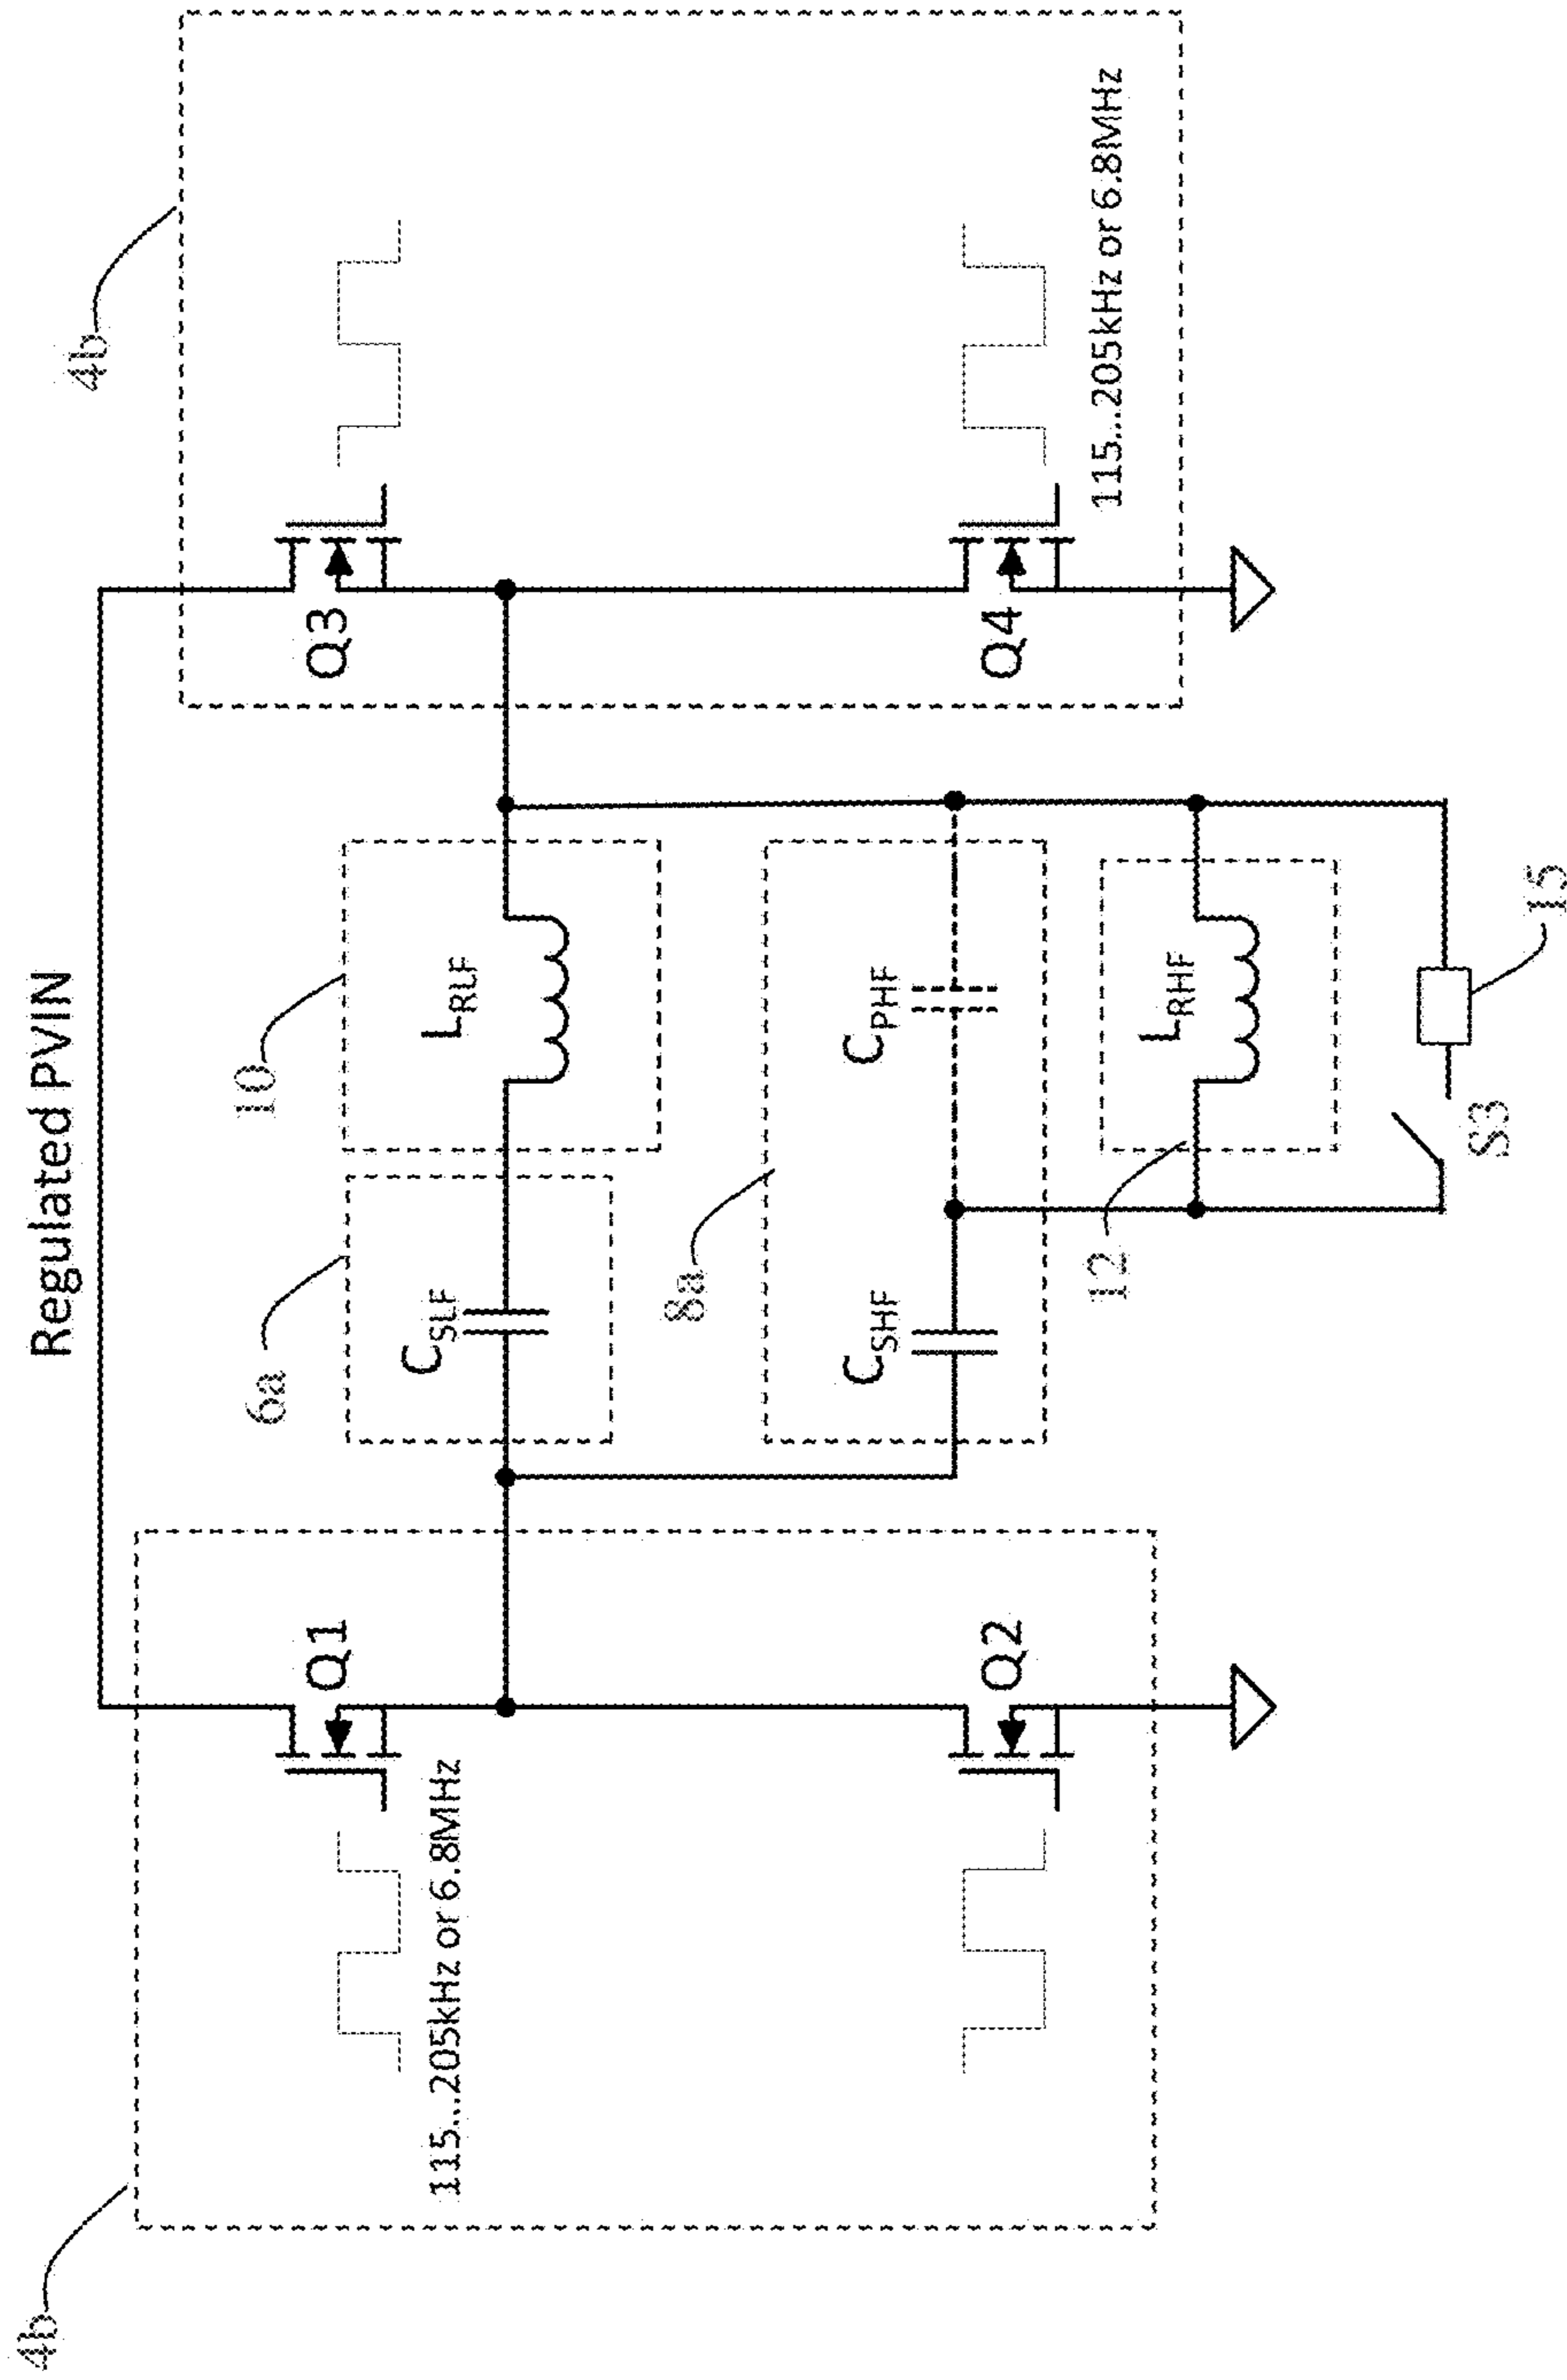 Regulated PVIN
4b
4b
Q1
Q3
115...205kHz or 6.8MHz
6a
10
CSLF
LRLF
8a
CSHF
CPHF
Q2
Q4
115...205kHz or 6.8MHz
12
LRHF
S3
15